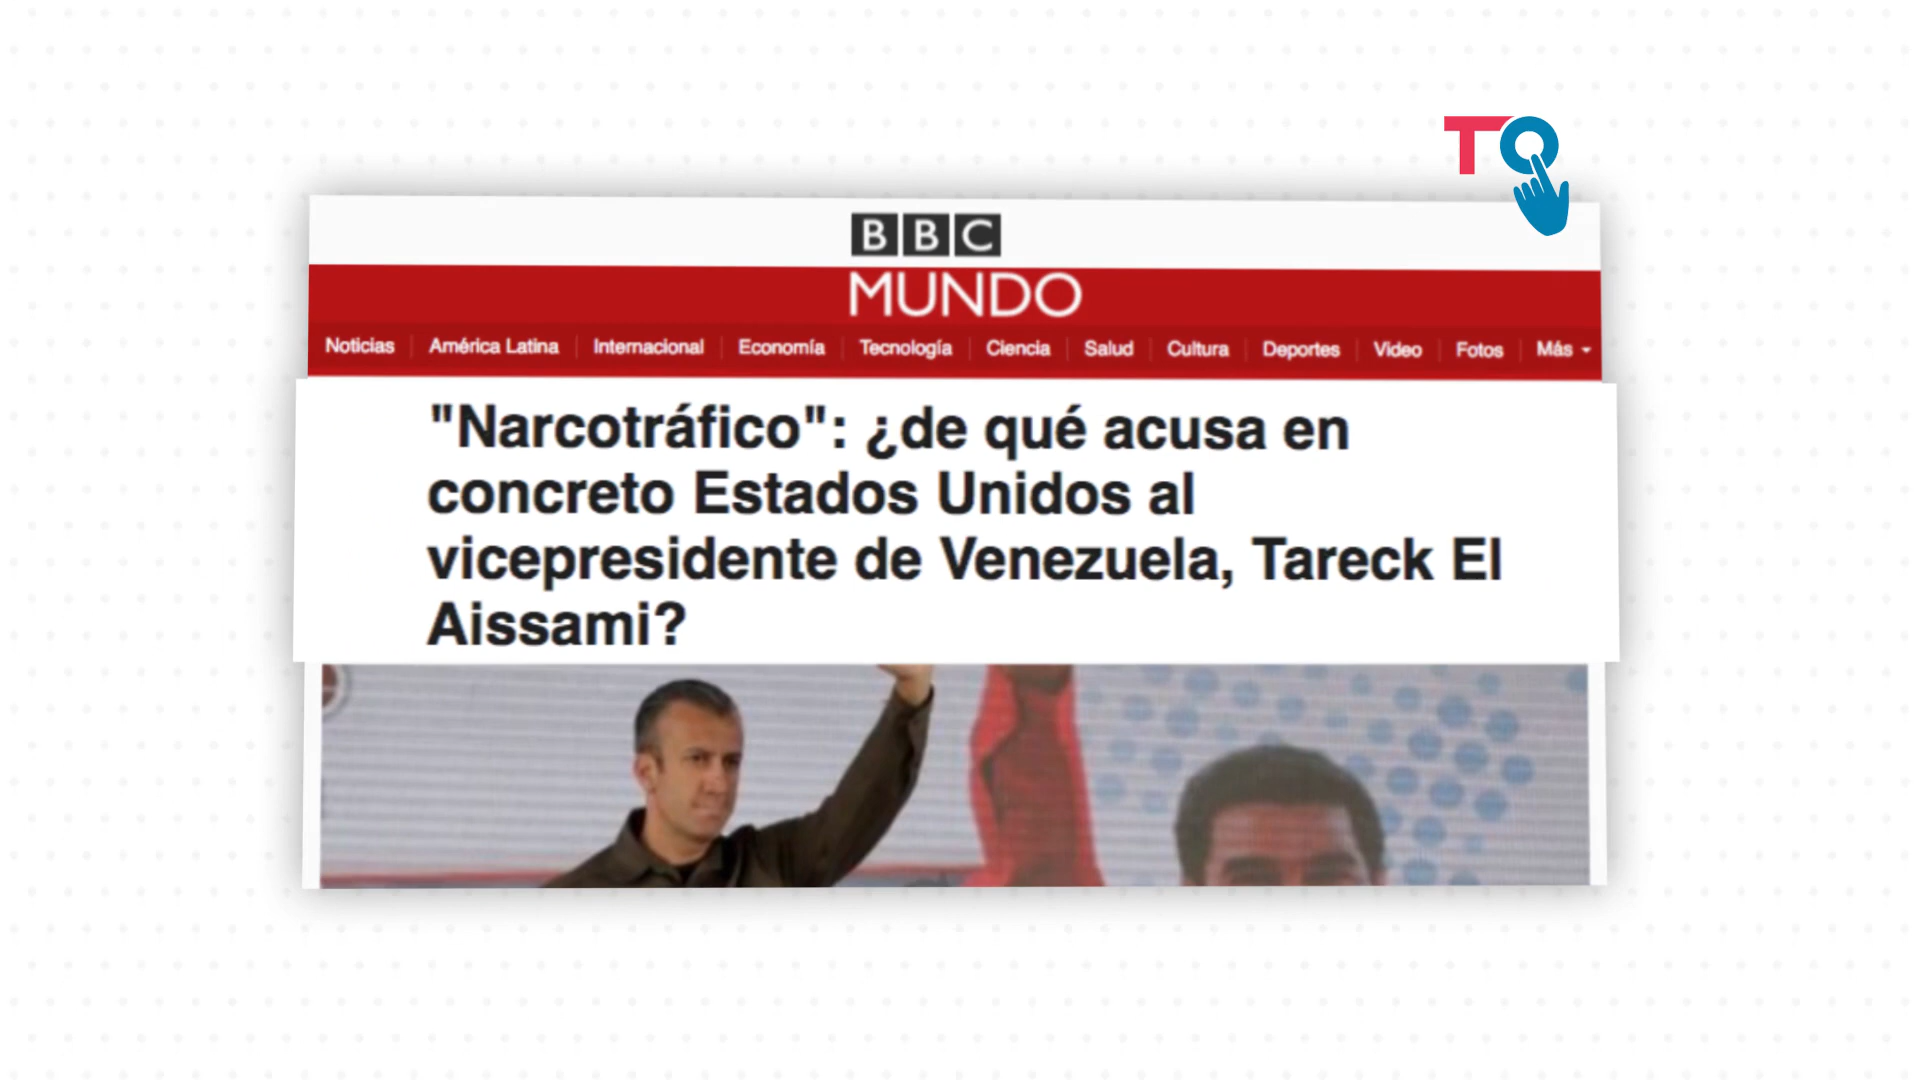 TO
BBC
MUNDO
Noticias América Latina Internacional Economía Tecnología Ciencia Salud Cultura Deportes Video Fotos Más
"Narcotráfico": ¿de qué acusa en
concreto Estados Unidos al
vicepresidente de Venezuela, Tareck El
Aissami?